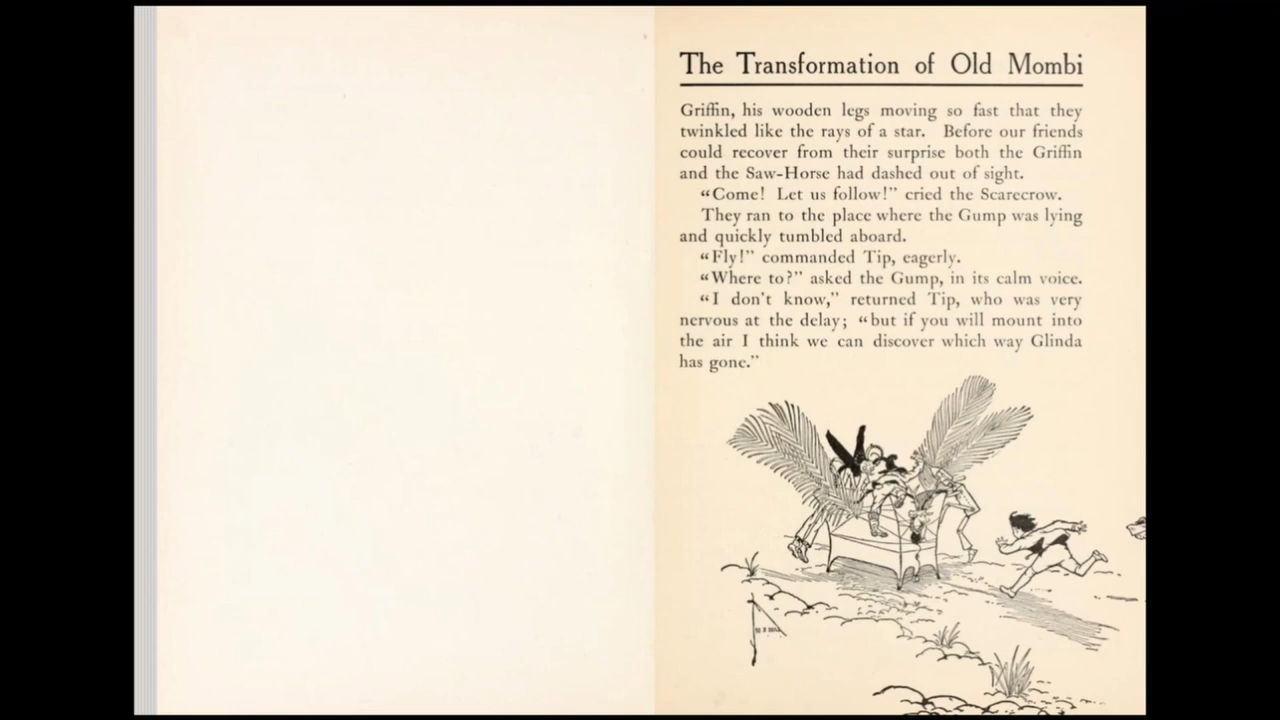 The Transformation of Old Mombi
Griffin, his wooden legs moving so fast that they
twinkled like the rays of a star. Before our friends
could recover from their surprise both the Griffin
and the Saw-Horse had dashed out of sight.
“Come! Let us follow!” cried the Scarecrow.
They ran to the place where the Gump was lying
and quickly tumbled aboard.
“Fly!” commanded Tip, eagerly.
“Where to?” asked the Gump, in its calm voice.
“I don't know,” returned Tip, who was very
nervous at the delay; “but if you will mount into
the air I think we can discover which way Glinda
has gone.”